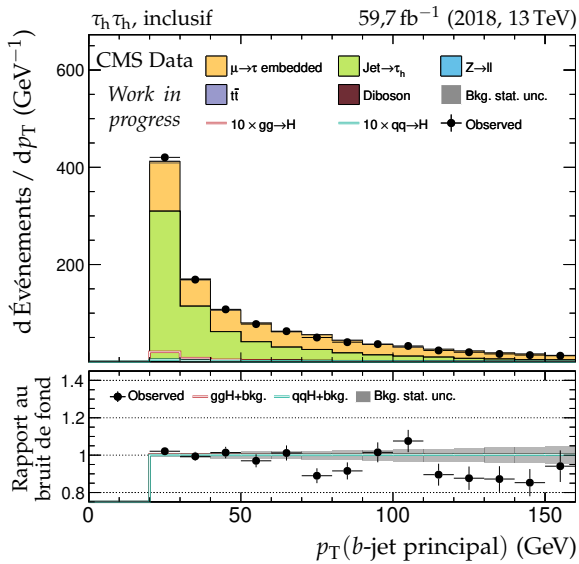 τhτh, inclusif 59,7 fb−1 (2018, 13 TeV)
CMS Data
Work in
progress
μ→τ embedded Jet→τh Z→ll
tt̄ Diboson Bkg. stat. unc.
10 × gg→H 10 × qq→H Observed
d Événements / dpT (GeV−1)
600
400
200
Observed ggH+bkg. qqH+bkg. Bkg. stat. unc.
Rapport au
bruit de fond
1.4
1.2
1
0.8
0 50 100 150
pT(b-jet principal) (GeV)